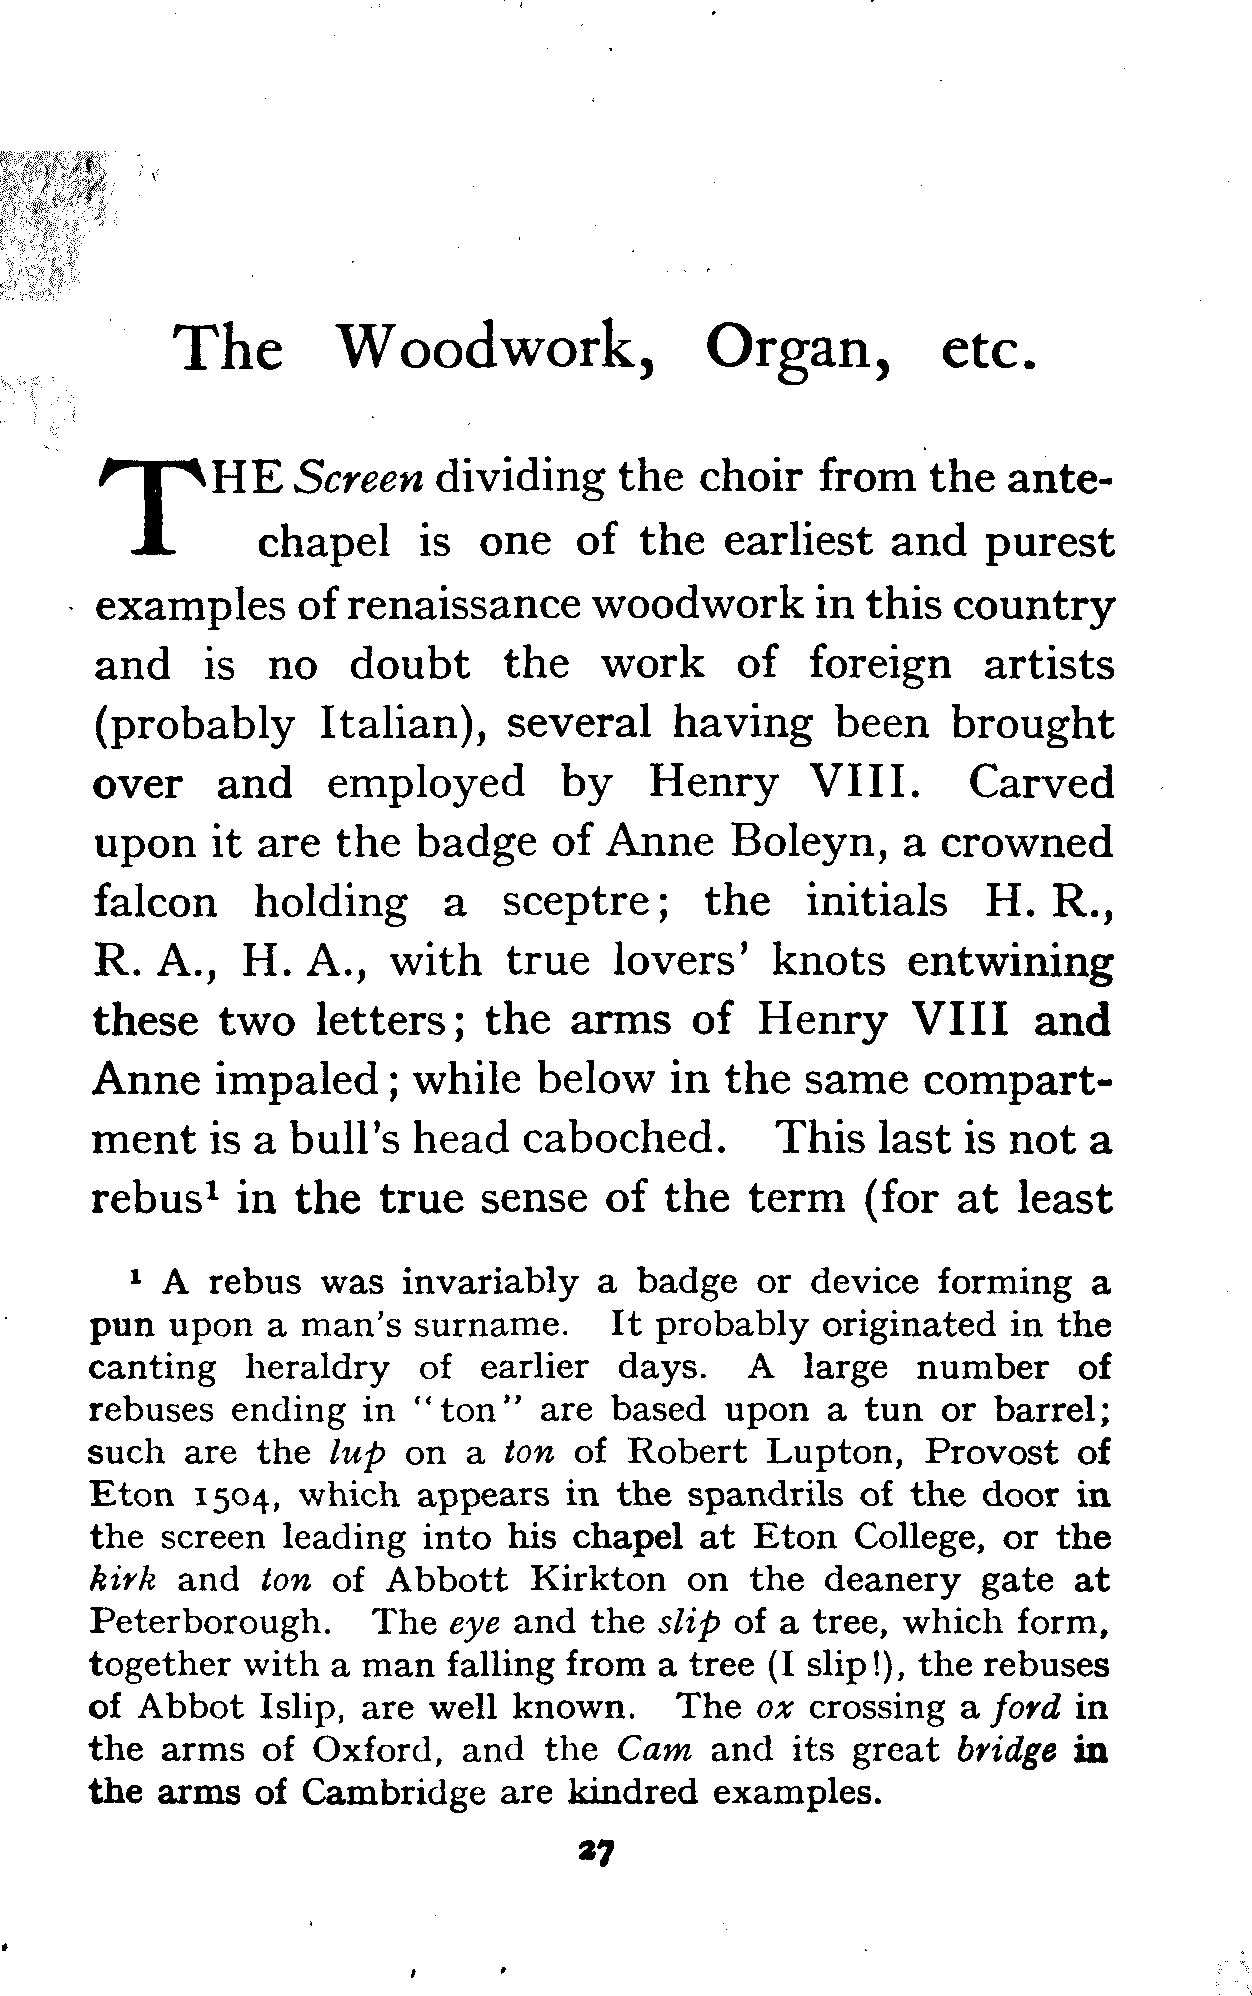 The Woodwork, Organ, etc.
THE Screen dividing the choir from the ante-
chapel is one of the earliest and purest
examples of renaissance woodwork in this country
and is no doubt the work of foreign artists
(probably Italian), several having been brought
over and employed by Henry VIII. Carved
upon it are the badge of Anne Boleyn, a crowned
falcon holding a sceptre; the initials H. R.,
R. A., H. A., with true lovers' knots entwining
these two letters; the arms of Henry VIII and
Anne impaled; while below in the same compart-
ment is a bull's head caboched. This last is not a
rebus¹ in the true sense of the term (for at least
¹ A rebus was invariably a badge or device forming a
pun upon a man's surname. It probably originated in the
canting heraldry of earlier days. A large number of
rebuses ending in "ton" are based upon a tun or barrel;
such are the lup on a ton of Robert Lupton, Provost of
Eton 1504, which appears in the spandrils of the door in
the screen leading into his chapel at Eton College, or the
kirk and ton of Abbott Kirkton on the deanery gate at
Peterborough. The eye and the slip of a tree, which form,
together with a man falling from a tree (I slip!), the rebuses
of Abbot Islip, are well known. The ox crossing a ford in
the arms of Oxford, and the Cam and its great bridge in
the arms of Cambridge are kindred examples.
27